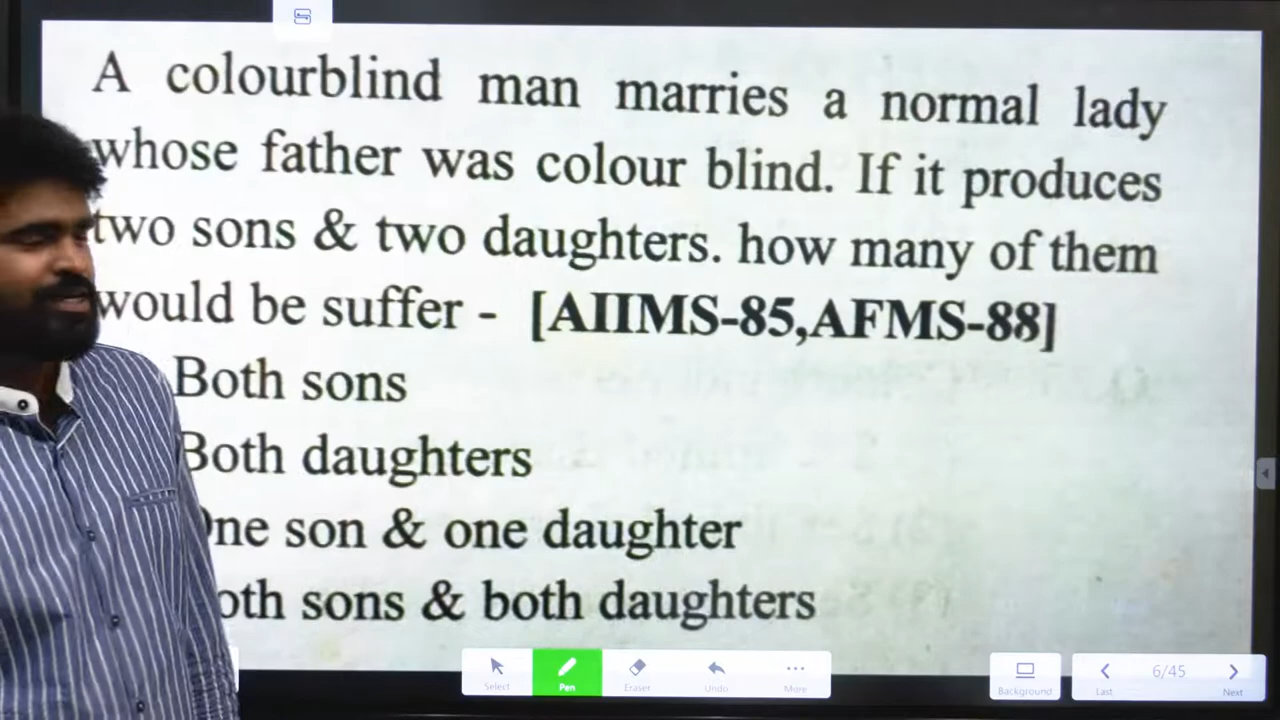 A colourblind man marries a normal lady
whose father was colour blind. If it produces
two sons & two daughters. how many of them
would be suffer - [AIIMS-85,AFMS-88]
Both sons
Both daughters
One son & one daughter
oth sons & both daughters
Select
Pen
Eraser
Undo
More
Background
Last
6/45
Next